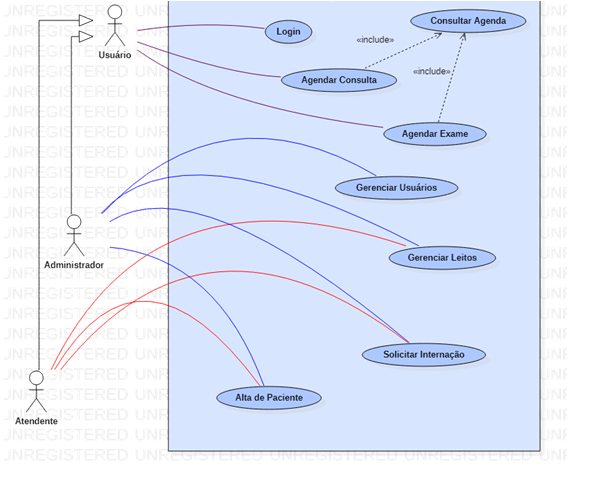 Consultar Agenda
Login
Usuário
«include»
Agendar Consulta
«include»
Agendar Exame
Gerenciar Usuários
Administrador
Gerenciar Leitos
Solicitar Internação
Alta de Paciente
Atendente
UNREGISTERED